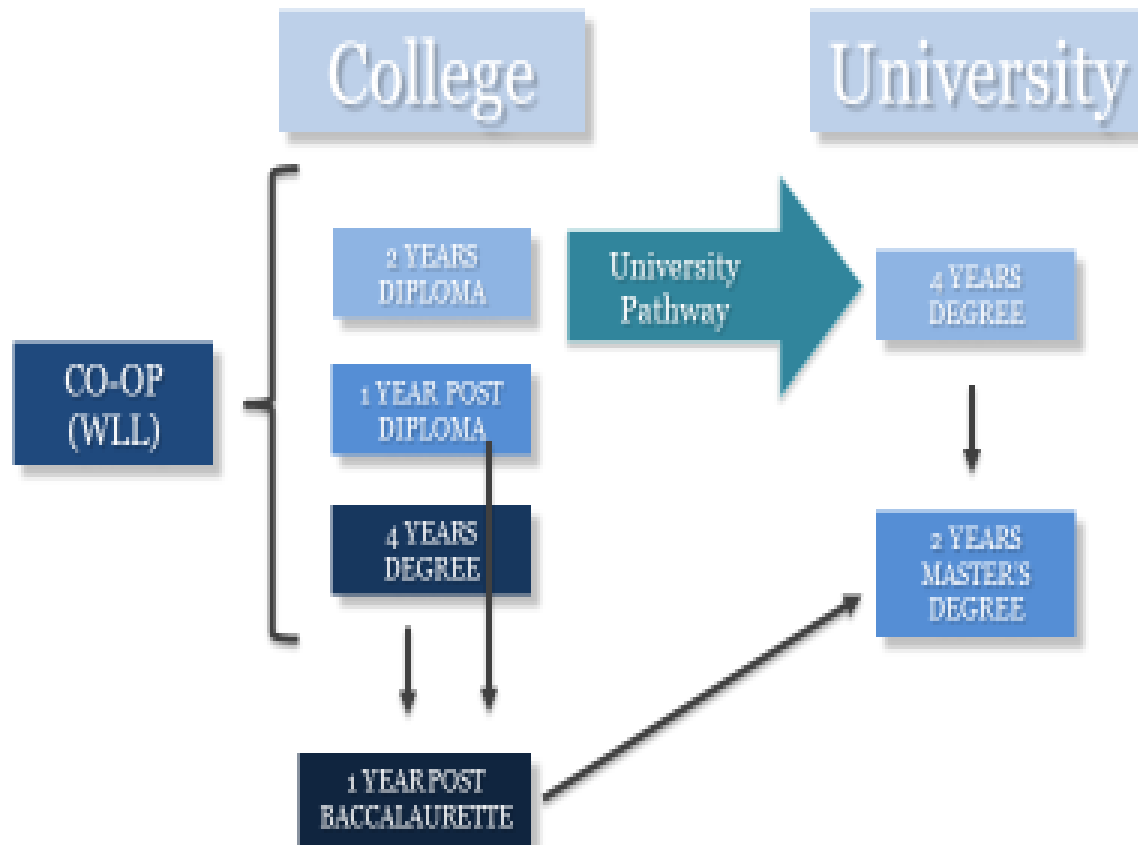 College
University
2 YEARS
DIPLOMA
University
Pathway
4 YEARS
DEGREE
CO-OP
(WLL)
1 YEAR POST
DIPLOMA
4 YEARS
DEGREE
2 YEARS
MASTER'S
DEGREE
1 YEAR POST
BACCALAURETTE